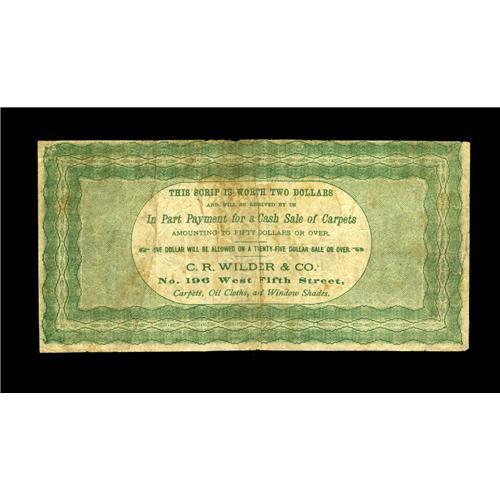 THIS SCRIP IS WORTH TWO DOLLARS
AND WILL BE RECEIVED BY US
In Part Payment for a Cash Sale of Carpets
AMOUNTING TO FIFTY DOLLARS OR OVER.
ONE DOLLAR WILL BE ALLOWED ON A TWENTY-FIVE DOLLAR SALE OR OVER.
C. R. WILDER & CO.
No. 196 West Fifth Street,
Carpets, Oil Cloths, and Window Shades.